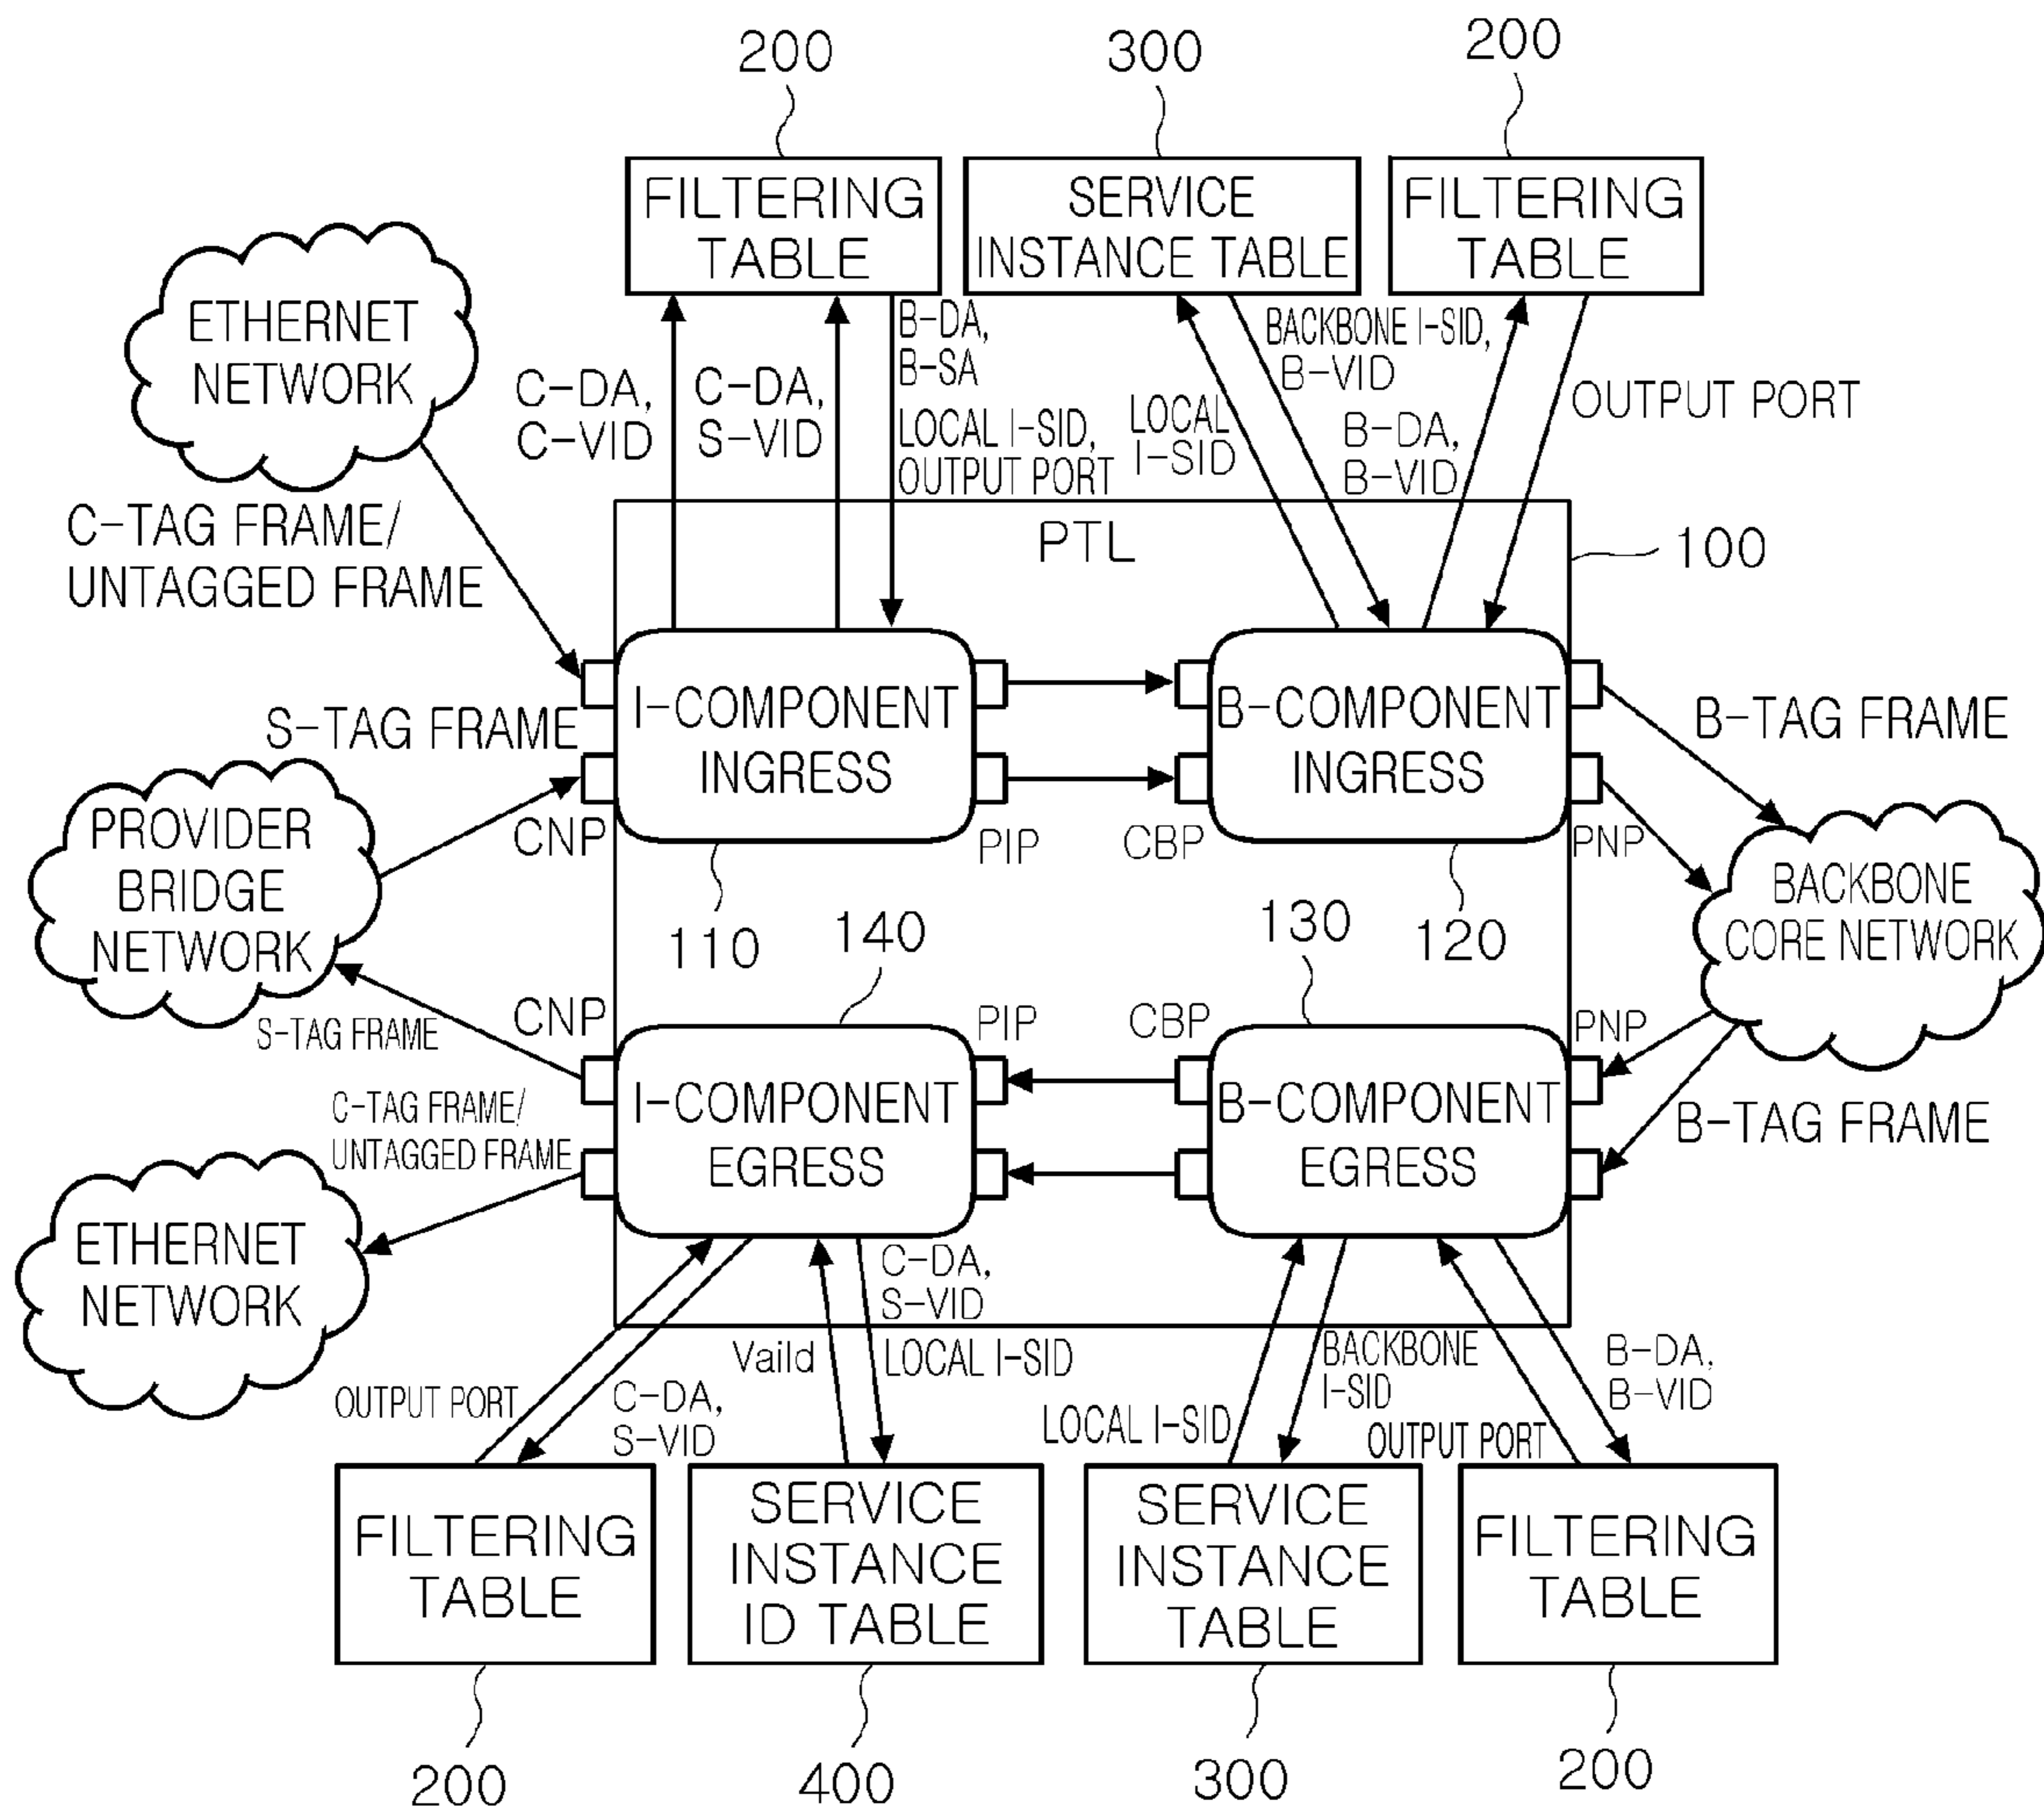 200
300
200
FILTERING
TABLE
SERVICE
INSTANCE TABLE
FILTERING
TABLE
ETHERNET
NETWORK
C-DA,
C-VID
C-DA,
S-VID
B-DA,
B-SA
LOCAL I-SID,
OUTPUT PORT
LOCAL
I-SID
BACKBONE I-SID,
B-VID
B-DA,
B-VID
OUTPUT PORT
C-TAG FRAME/
UNTAGGED FRAME
PTL
100
S-TAG FRAME
I-COMPONENT
INGRESS
B-COMPONENT
INGRESS
B-TAG FRAME
PROVIDER
BRIDGE
NETWORK
CNP
PIP
CBP
PNP
BACKBONE
CORE NETWORK
110
140
130
120
S-TAG FRAME
CNP
PIP
CBP
PNP
C-TAG FRAME/
UNTAGGED FRAME
I-COMPONENT
EGRESS
B-COMPONENT
EGRESS
B-TAG FRAME
ETHERNET
NETWORK
C-DA,
S-VID
OUTPUT PORT
C-DA,
S-VID
Vaild
LOCAL I-SID
LOCAL I-SID
BACKBONE
I-SID
OUTPUT PORT
B-DA,
B-VID
FILTERING
TABLE
SERVICE
INSTANCE
ID TABLE
SERVICE
INSTANCE
TABLE
FILTERING
TABLE
200
400
300
200